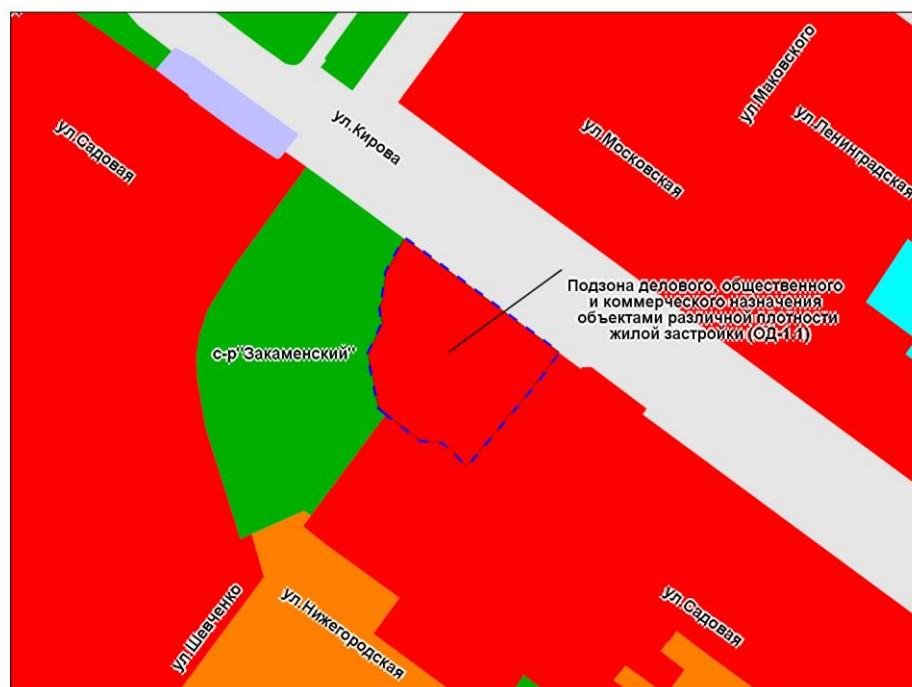 ул.Маковского
ул.Кирова
ул.Садовая
ул.Московская
ул.Ленинградская
Подзона делового, общественного
и коммерческого назначения
объектами различной плотности
жилой застройки (ОД-1.1)
с-р"Закаменский"
ул.Шевченко
ул.Нижегородская
ул.Садовая